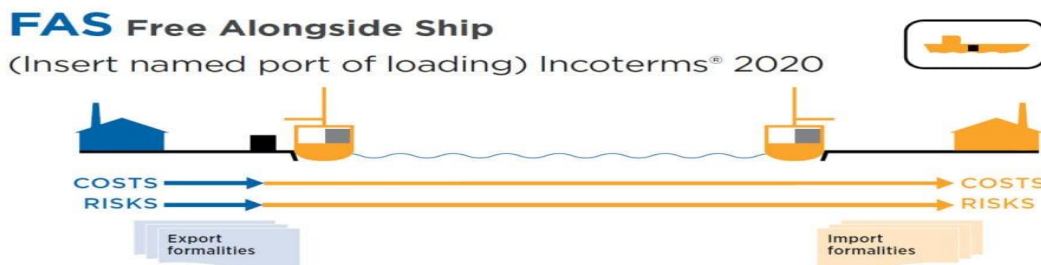 FAS Free Alongside Ship
(Insert named port of loading) Incoterms® 2020
COSTS COSTS
RISKS RISKS
Export
formalities
Import
formalities